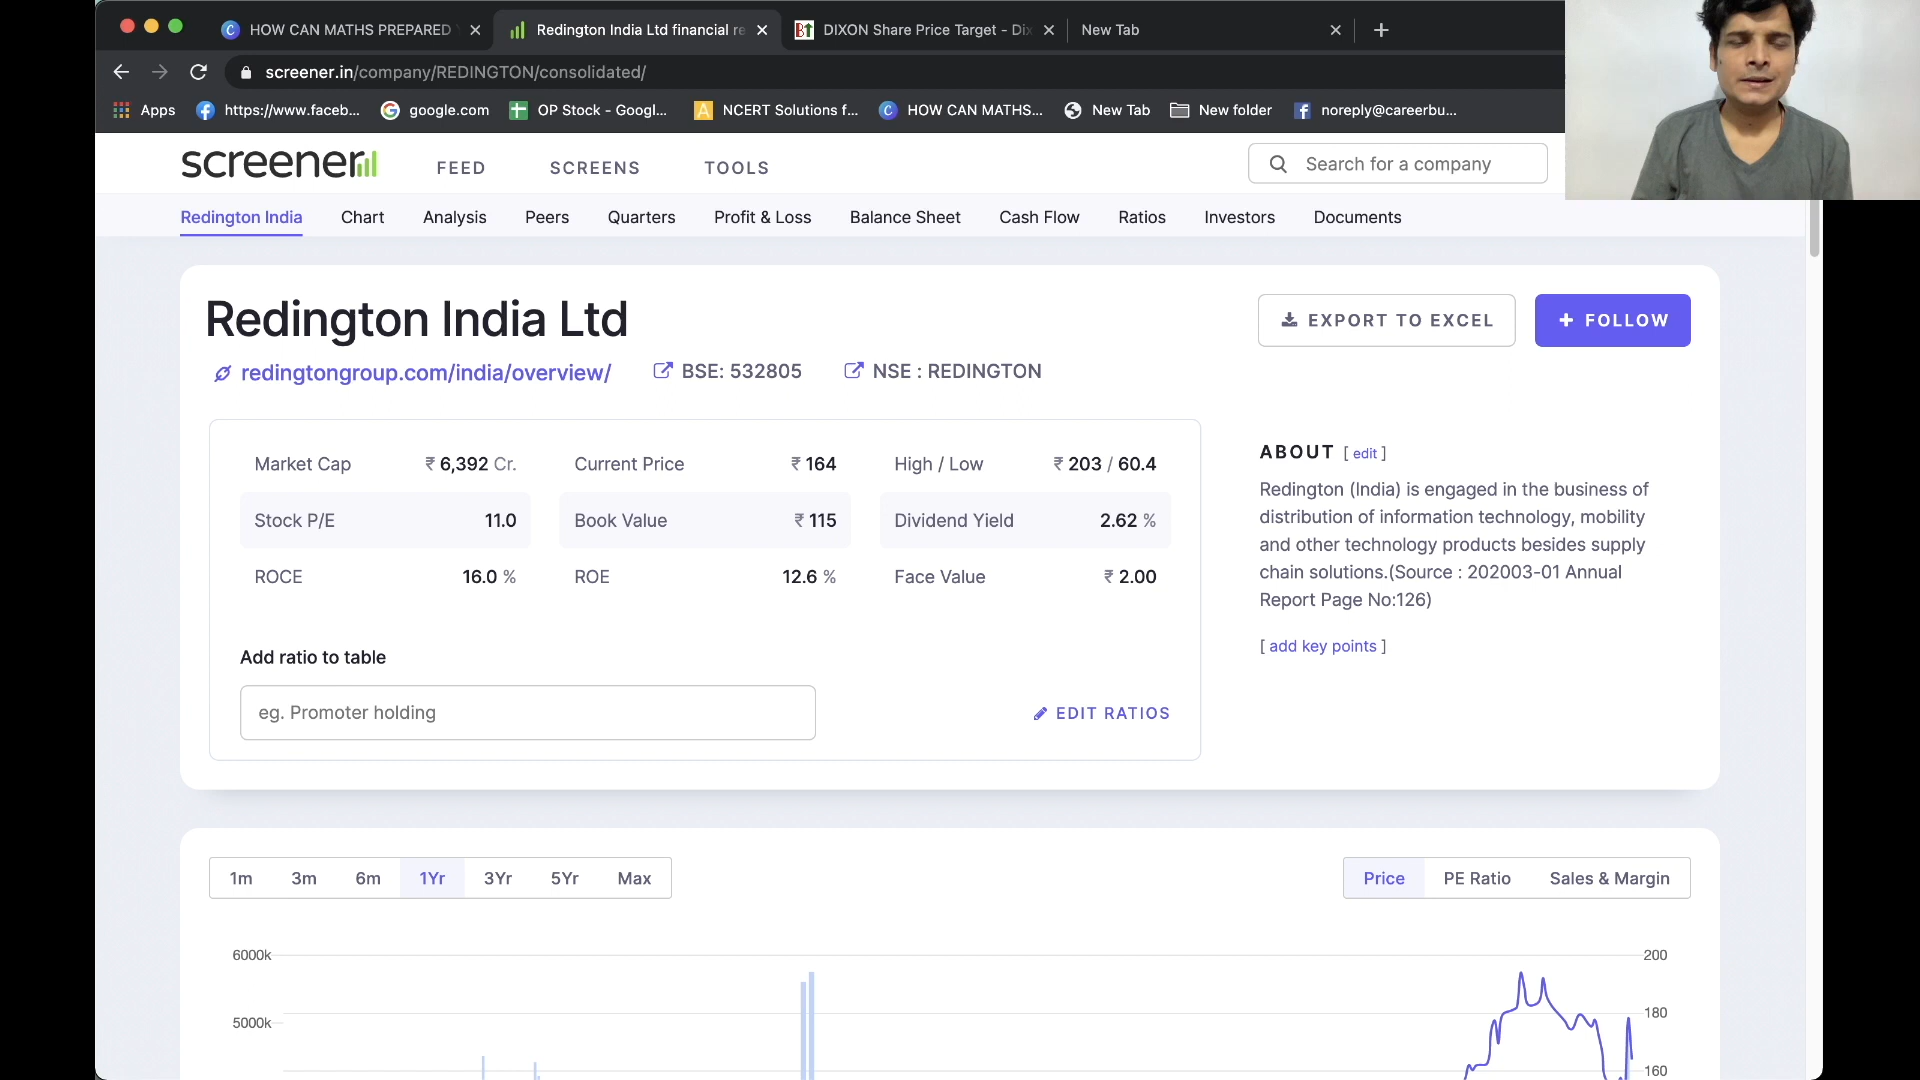 HOW CAN MATHS PREPARED
Redington India Ltd financial re
DIXON Share Price Target - Dix
New Tab
screener.in/company/REDINGTON/consolidated/
Apps
https://www.faceb...
google.com
OP Stock - Googl...
NCERT Solutions f...
HOW CAN MATHS...
New Tab
New folder
noreply@careerbu...
screener
FEED
SCREENS
TOOLS
Search for a company
Redington India
Chart
Analysis
Peers
Quarters
Profit & Loss
Balance Sheet
Cash Flow
Ratios
Investors
Documents
Redington India Ltd
EXPORT TO EXCEL
+ FOLLOW
redingtongroup.com/india/overview/
BSE: 532805
NSE : REDINGTON
Market Cap ₹ 6,392 Cr.
Current Price ₹ 164
High / Low ₹ 203 / 60.4
Stock P/E 11.0
Book Value ₹ 115
Dividend Yield 2.62 %
ROCE 16.0 %
ROE 12.6 %
Face Value ₹ 2.00
Add ratio to table
eg. Promoter holding
EDIT RATIOS
ABOUT [ edit ]
Redington (India) is engaged in the business of
distribution of information technology, mobility
and other technology products besides supply
chain solutions.(Source : 202003-01 Annual
Report Page No:126)
[ add key points ]
1m
3m
6m
1Yr
3Yr
5Yr
Max
Price
PE Ratio
Sales & Margin
6000k
5000k
200
180
160